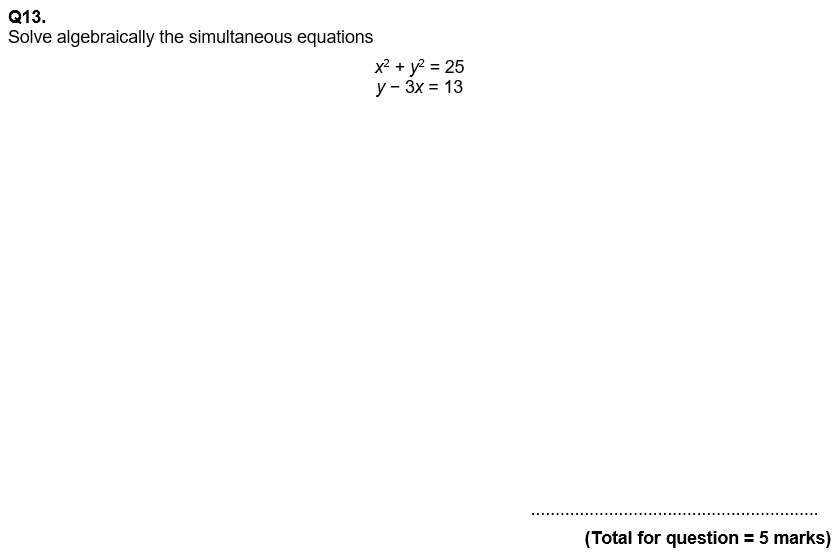 Q13.
Solve algebraically the simultaneous equations
x² + y² = 25
y − 3x = 13
...........................................................
(Total for question = 5 marks)